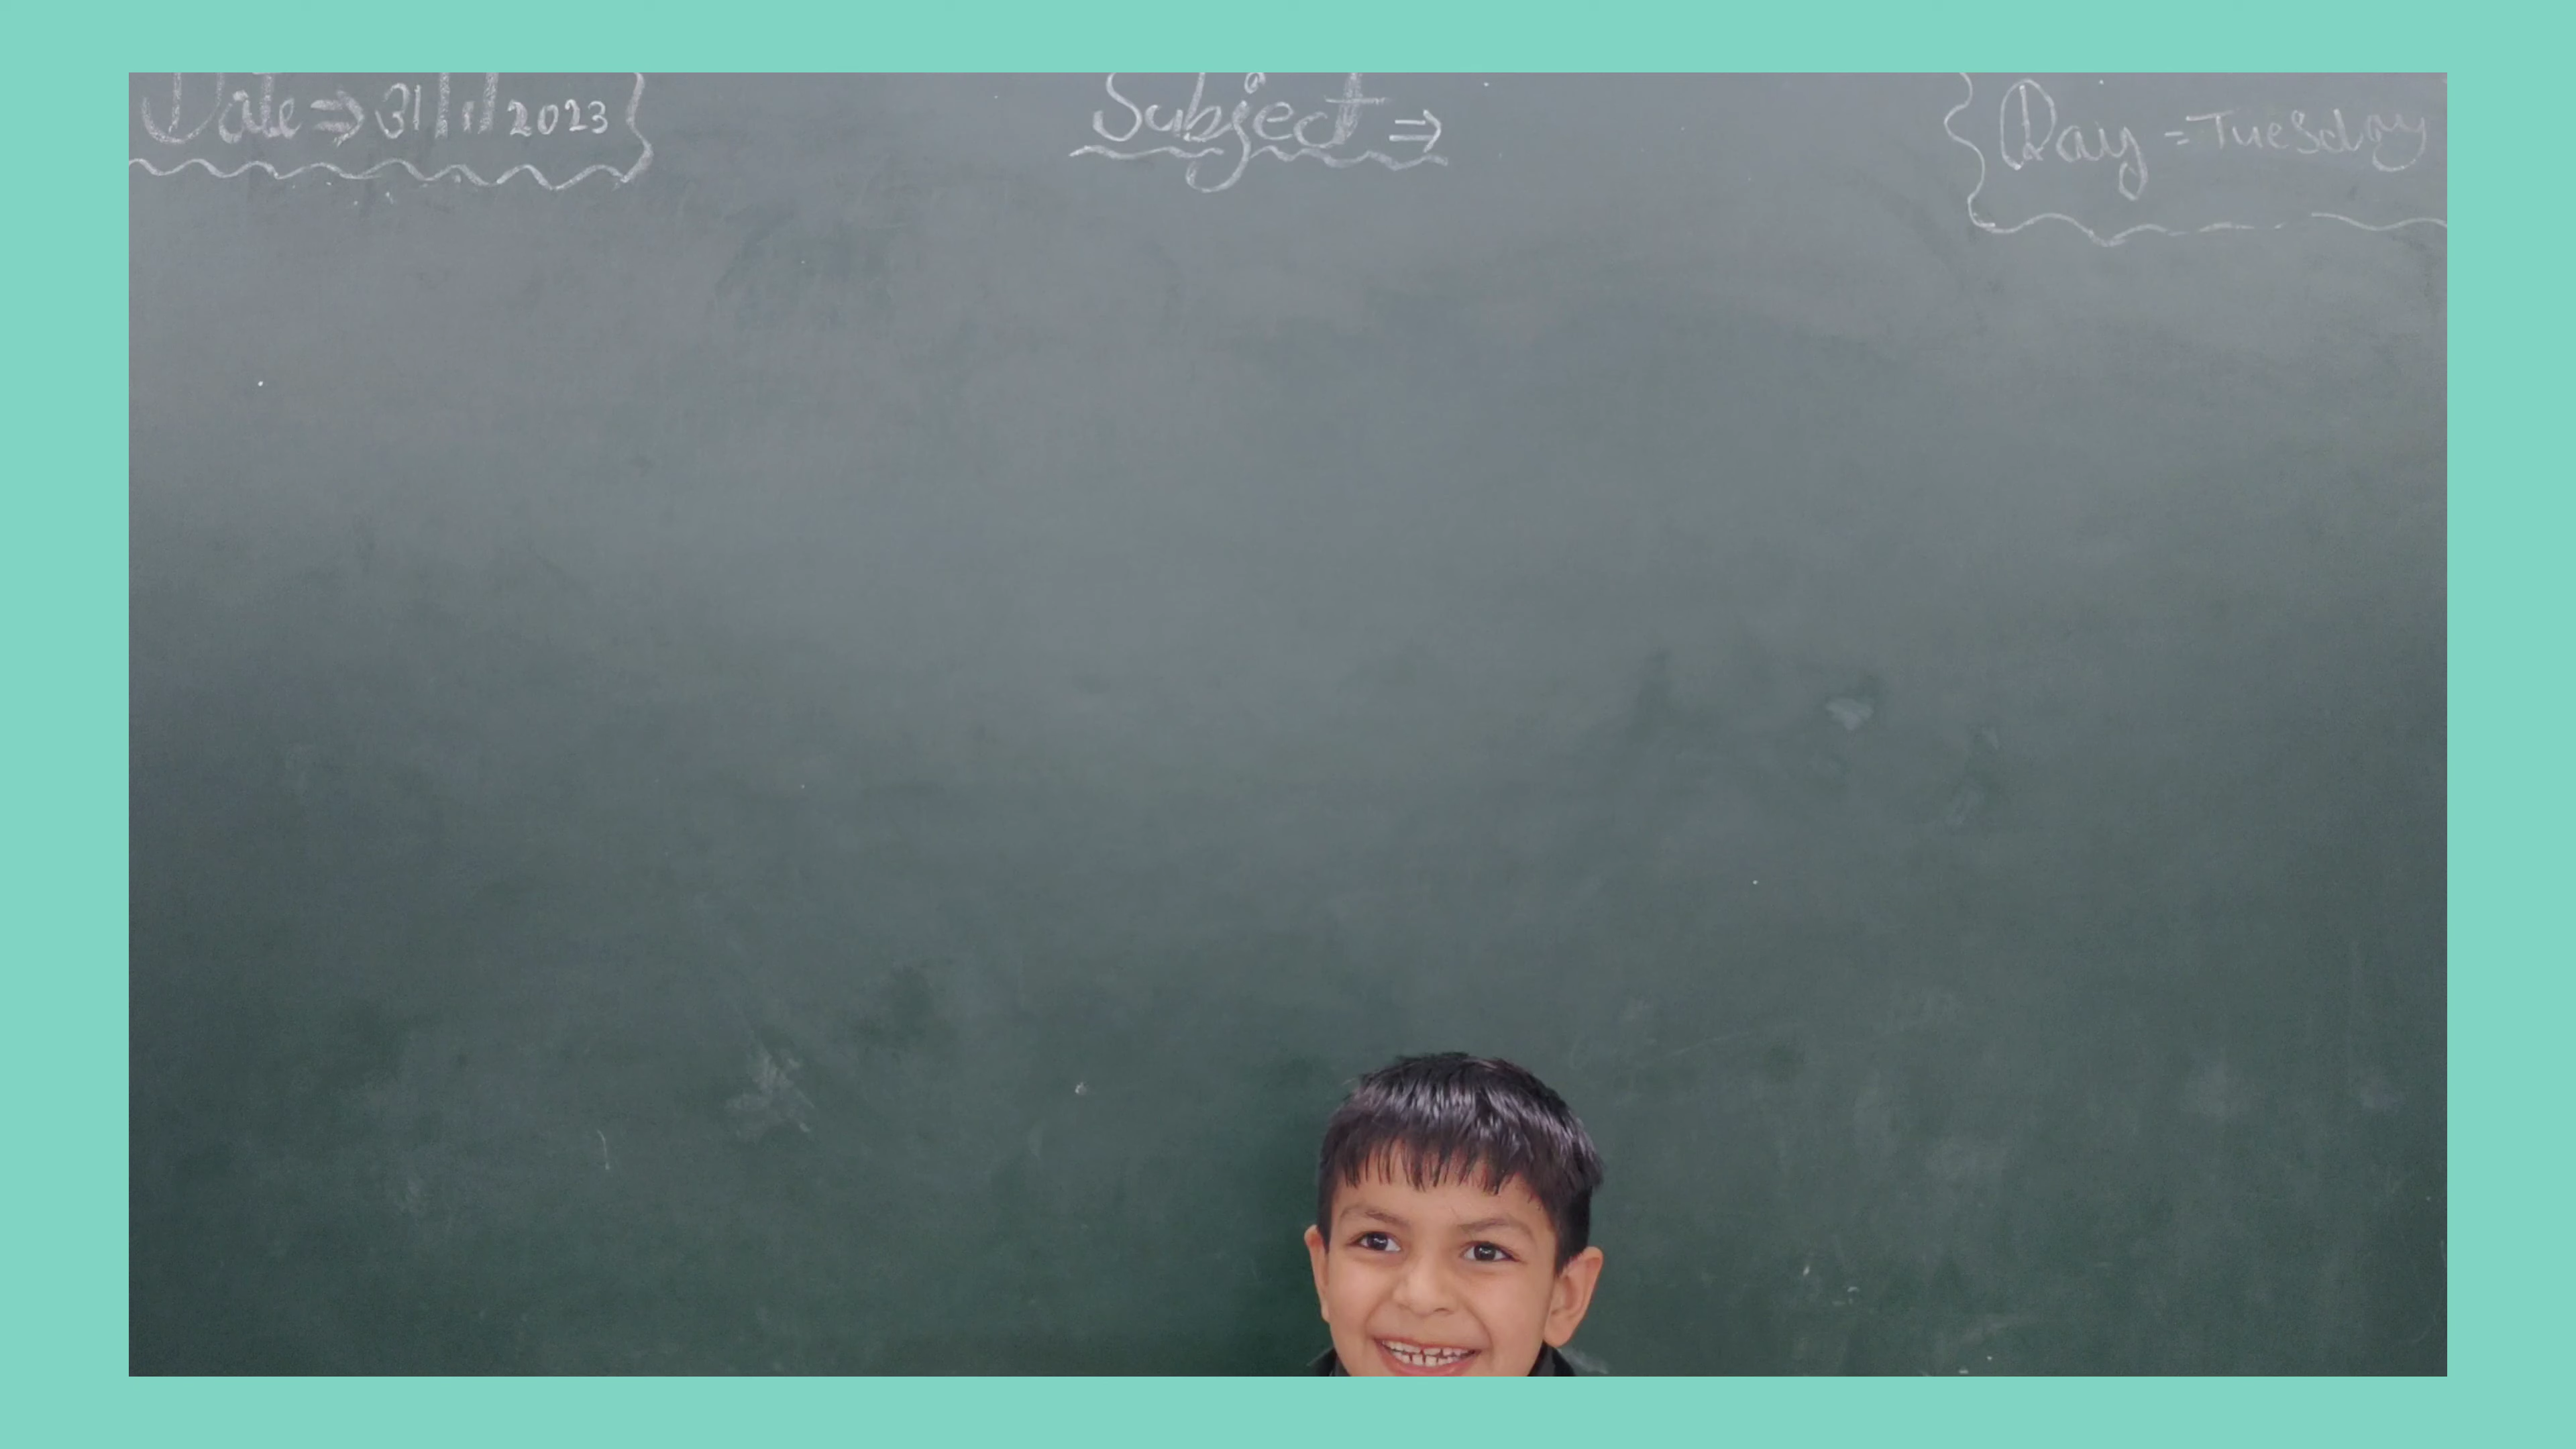 Date ⇒ 31/1/2023
Subject ⇒
Day = Tuesday